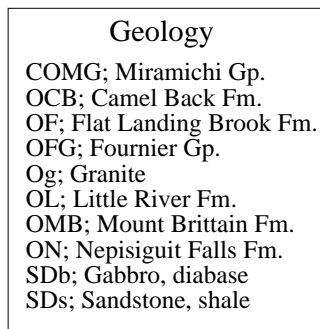 Geology
COMG; Miramichi Gp.
OCB; Camel Back Fm.
OF; Flat Landing Brook Fm.
OFG; Fournier Gp.
Og; Granite
OL; Little River Fm.
OMB; Mount Brittain Fm.
ON; Nepisiguit Falls Fm.
SDb; Gabbro, diabase
SDs; Sandstone, shale